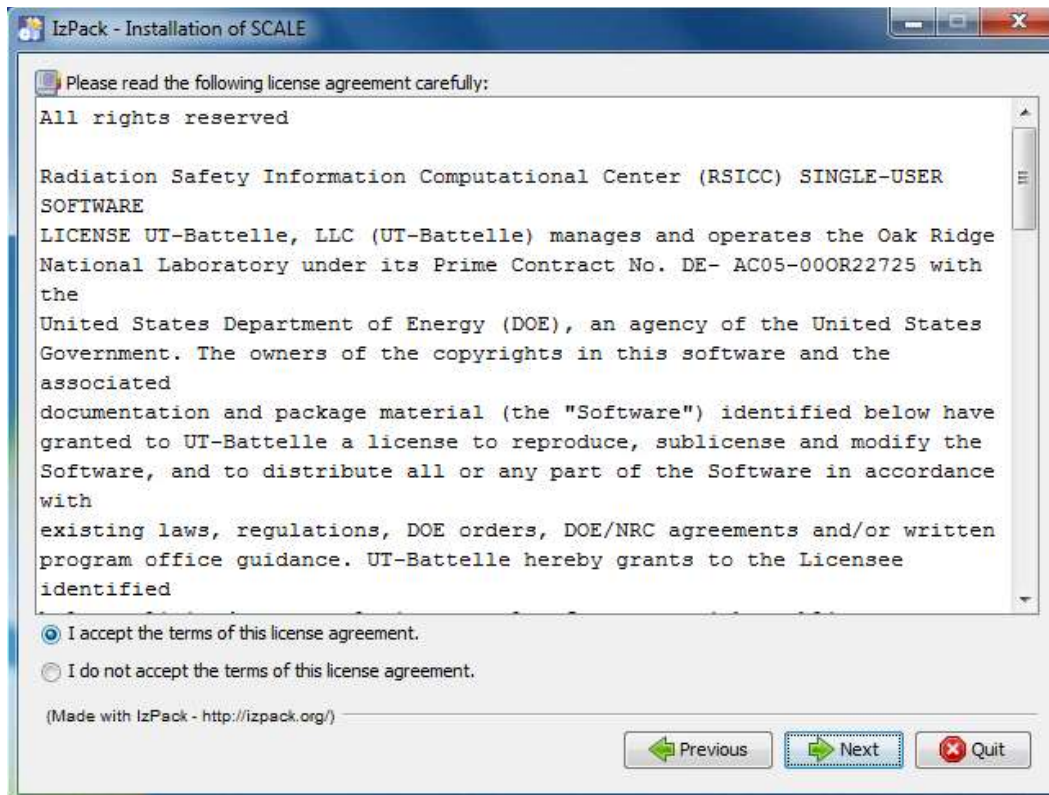 IzPack - Installation of SCALE
Please read the following license agreement carefully:
All rights reserved
Radiation Safety Information Computational Center (RSICC) SINGLE-USER
SOFTWARE
LICENSE UT-Battelle, LLC (UT-Battelle) manages and operates the Oak Ridge
National Laboratory under its Prime Contract No. DE- AC05-00OR22725 with
the
United States Department of Energy (DOE), an agency of the United States
Government. The owners of the copyrights in this software and the
associated
documentation and package material (the "Software") identified below have
granted to UT-Battelle a license to reproduce, sublicense and modify the
Software, and to distribute all or any part of the Software in accordance
with
existing laws, regulations, DOE orders, DOE/NRC agreements and/or written
program office guidance. UT-Battelle hereby grants to the Licensee
identified
I accept the terms of this license agreement.
I do not accept the terms of this license agreement.
(Made with IzPack - http://izpack.org/)
Previous
Next
Quit